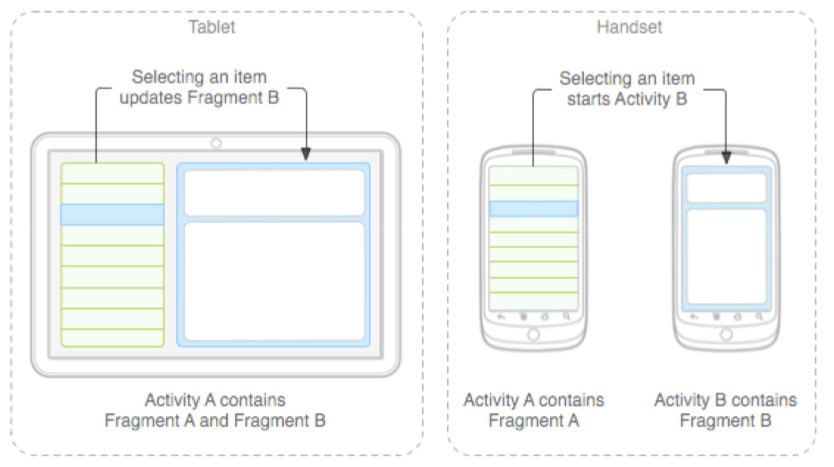 Tablet
Selecting an item
updates Fragment B
Activity A contains
Fragment A and Fragment B
Handset
Selecting an item
starts Activity B
Activity A contains
Fragment A
Activity B contains
Fragment B